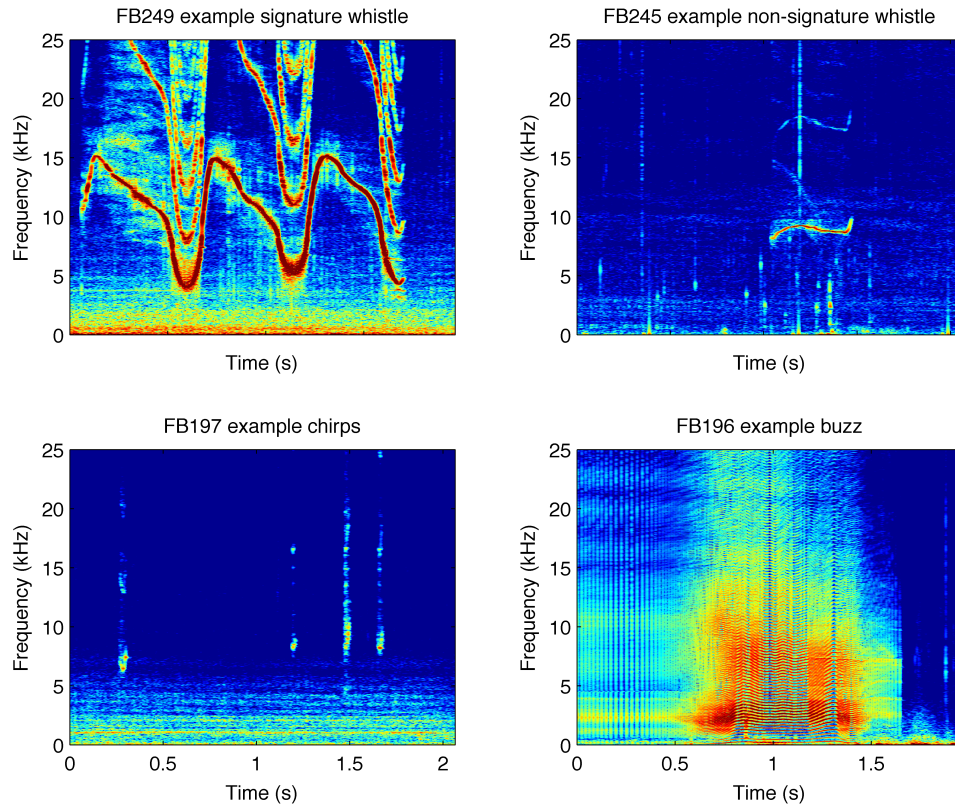 FB249 example signature whistle
25
20
15
10
5
0
Frequency (kHz)
Time (s)
FB245 example non-signature whistle
25
20
15
10
5
0
Frequency (kHz)
Time (s)
FB197 example chirps
25
20
15
10
5
0
Frequency (kHz)
0 0.5 1 1.5 2
Time (s)
FB196 example buzz
25
20
15
10
5
0
Frequency (kHz)
0 0.5 1 1.5
Time (s)